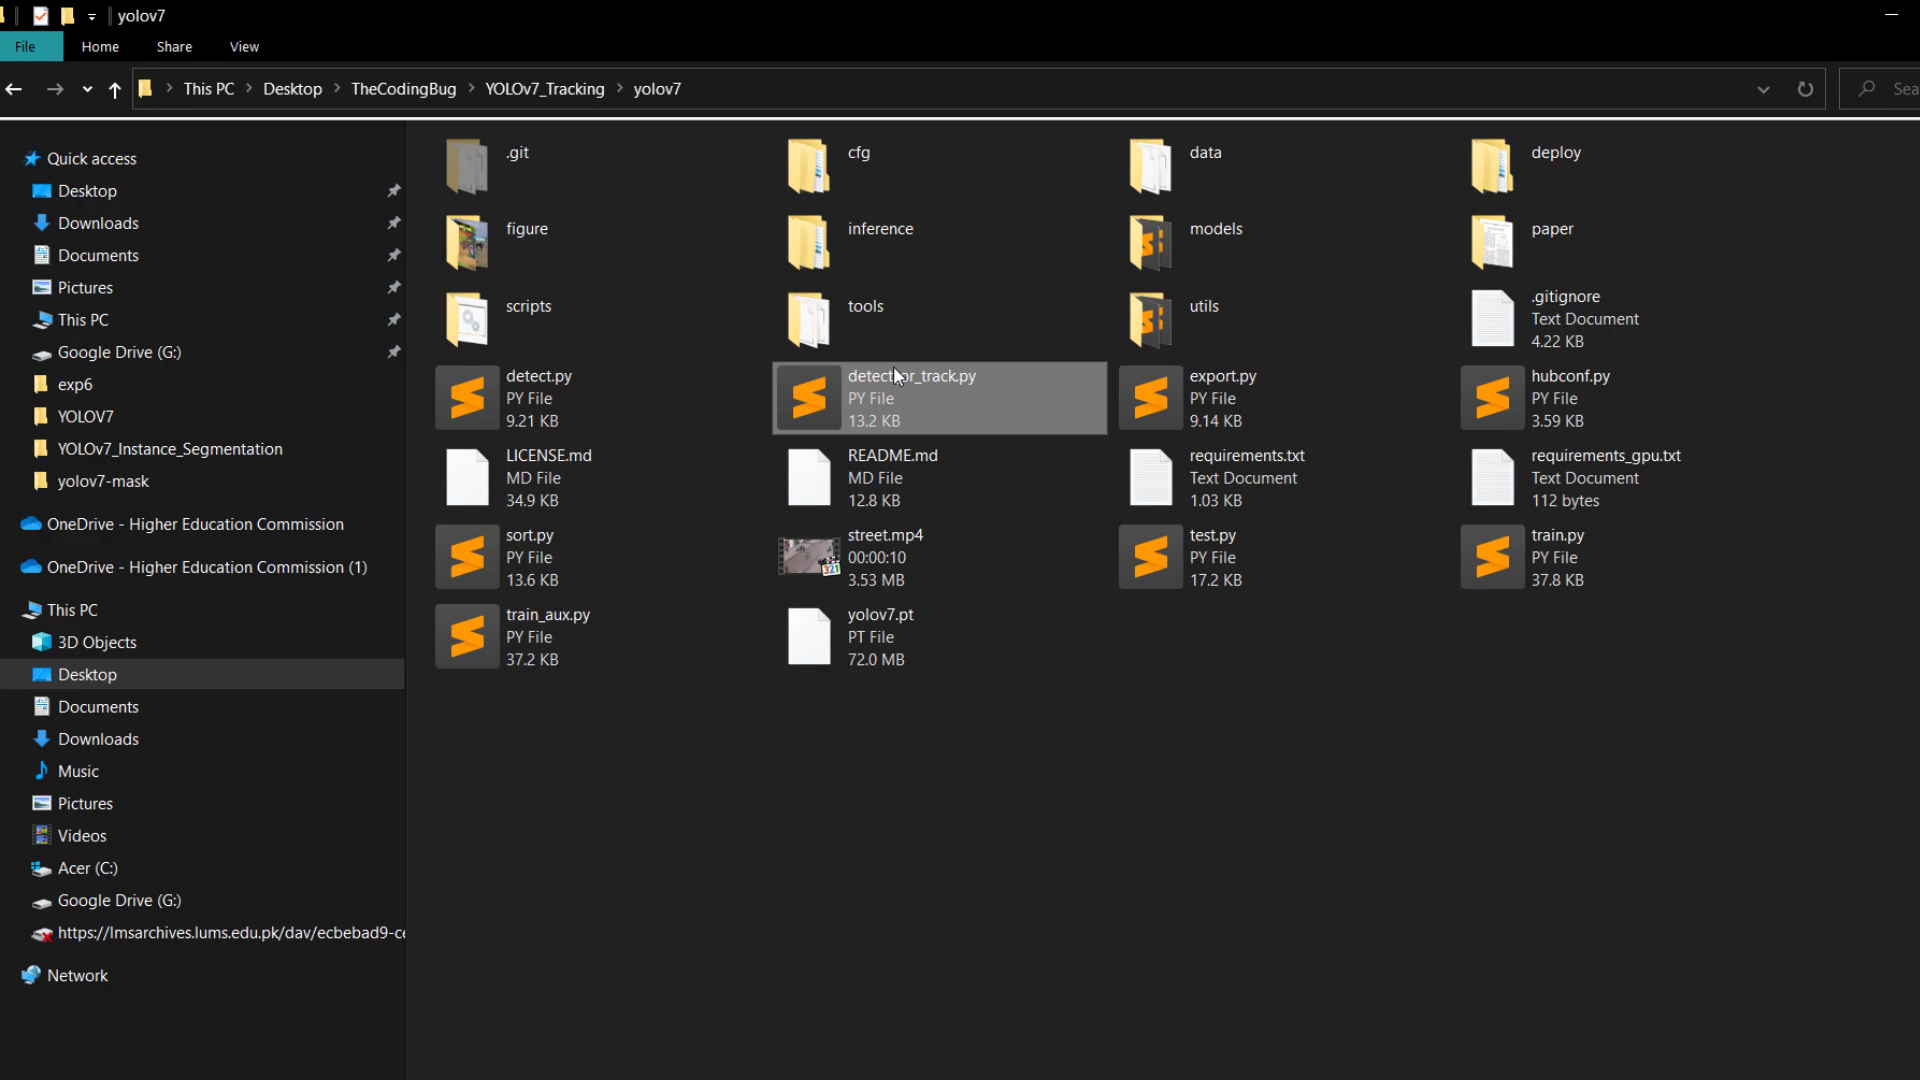 yolov7
File
Home
Share
View
This PC
Desktop
TheCodingBug
YOLOv7_Tracking
yolov7
Sea
Quick access
Desktop
Downloads
Documents
Pictures
This PC
Google Drive (G:)
exp6
YOLOV7
YOLOv7_Instance_Segmentation
yolov7-mask
OneDrive - Higher Education Commission
OneDrive - Higher Education Commission (1)
This PC
3D Objects
Desktop
Documents
Downloads
Music
Pictures
Videos
Acer (C:)
Google Drive (G:)
https://lmsarchives.lums.edu.pk/dav/ecbebad9-ce
Network
.git
cfg
data
deploy
figure
inference
models
paper
scripts
tools
utils
.gitignore
Text Document
4.22 KB
detect.py
PY File
9.21 KB
detect_or_track.py
PY File
13.2 KB
export.py
PY File
9.14 KB
hubconf.py
PY File
3.59 KB
LICENSE.md
MD File
34.9 KB
README.md
MD File
12.8 KB
requirements.txt
Text Document
1.03 KB
requirements_gpu.txt
Text Document
112 bytes
sort.py
PY File
13.6 KB
street.mp4
00:00:10
3.53 MB
321
test.py
PY File
17.2 KB
train.py
PY File
37.8 KB
train_aux.py
PY File
37.2 KB
yolov7.pt
PT File
72.0 MB